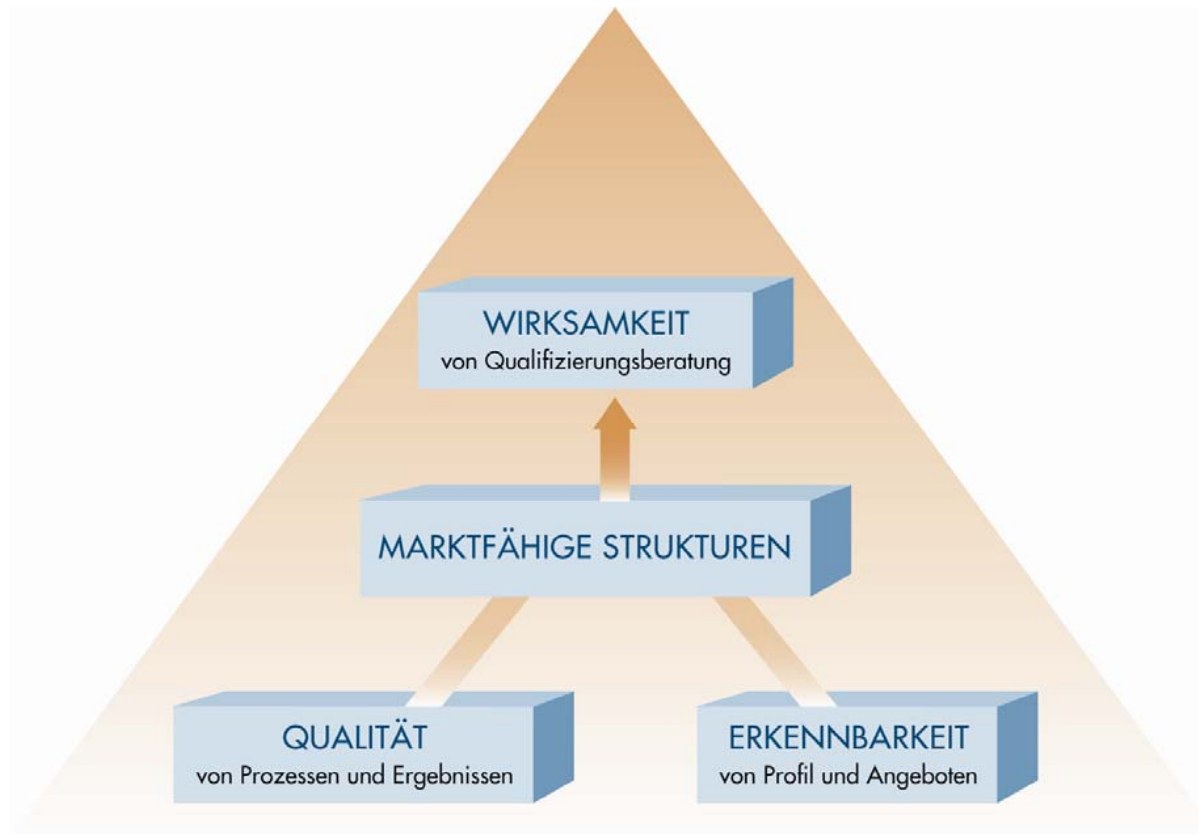 WIRKSAMKEIT
von Qualifizierungsberatung
MARKTFÄHIGE STRUKTUREN
QUALITÄT
von Prozessen und Ergebnissen
ERKENNBARKEIT
von Profil und Angeboten